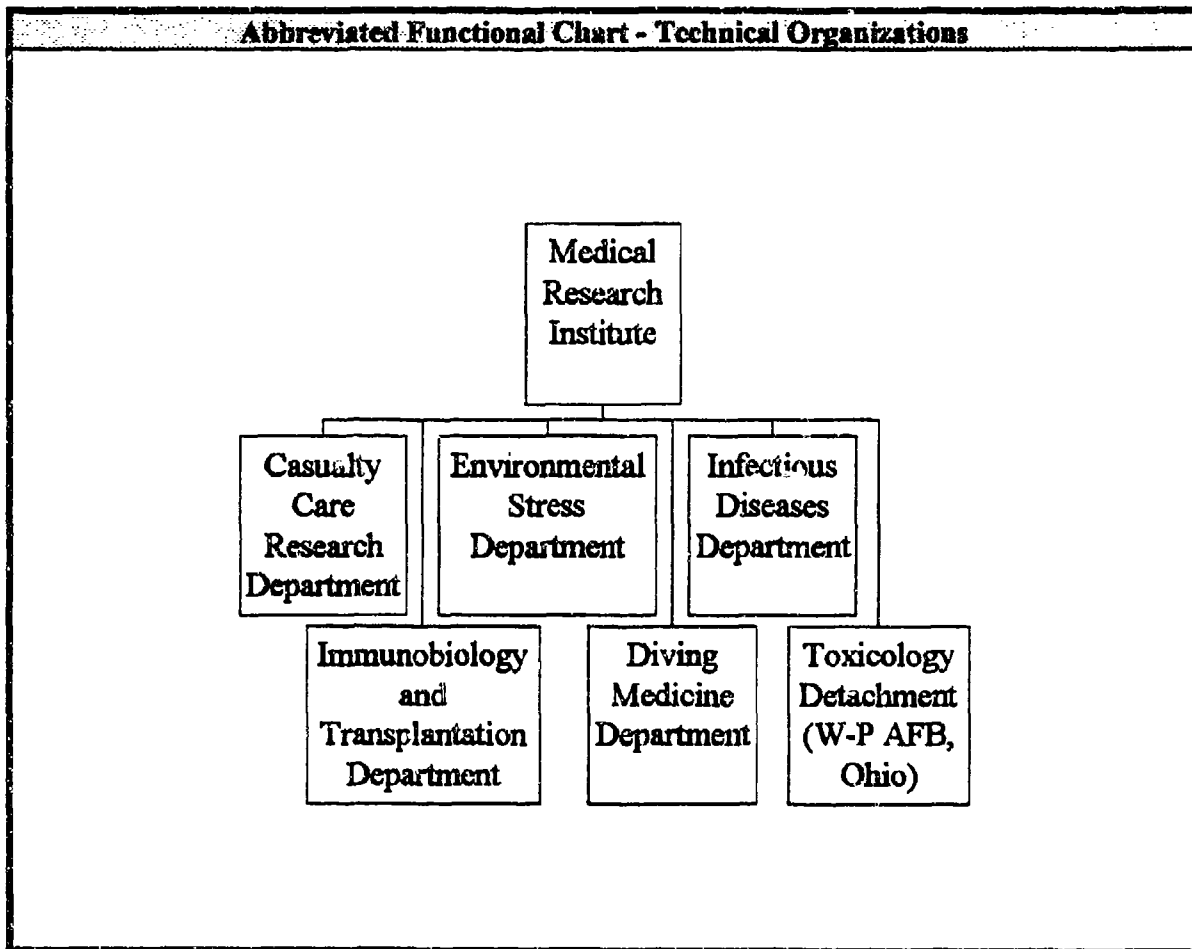 Abbreviated Functional Chart - Technical Organizations
Medical
Research
Institute
Casualty
Care
Research
Department
Environmental
Stress
Department
Infectious
Diseases
Department
Immunobiology
and
Transplantation
Department
Diving
Medicine
Department
Toxicology
Detachment
(W-P AFB,
Ohio)